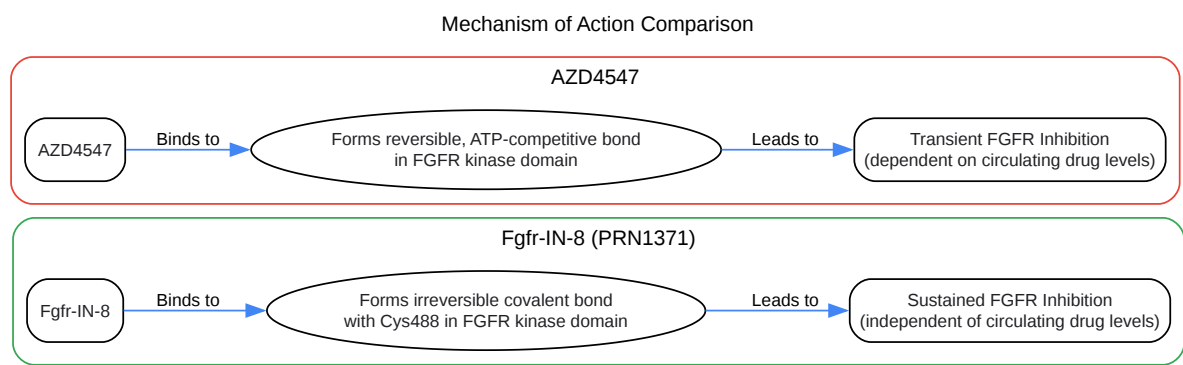 Mechanism of Action Comparison
AZD4547
AZD4547
Binds to
Forms reversible, ATP-competitive bond
in FGFR kinase domain
Leads to
Transient FGFR Inhibition
(dependent on circulating drug levels)
Fgfr-IN-8 (PRN1371)
Fgfr-IN-8
Binds to
Forms irreversible covalent bond
with Cys488 in FGFR kinase domain
Leads to
Sustained FGFR Inhibition
(independent of circulating drug levels)